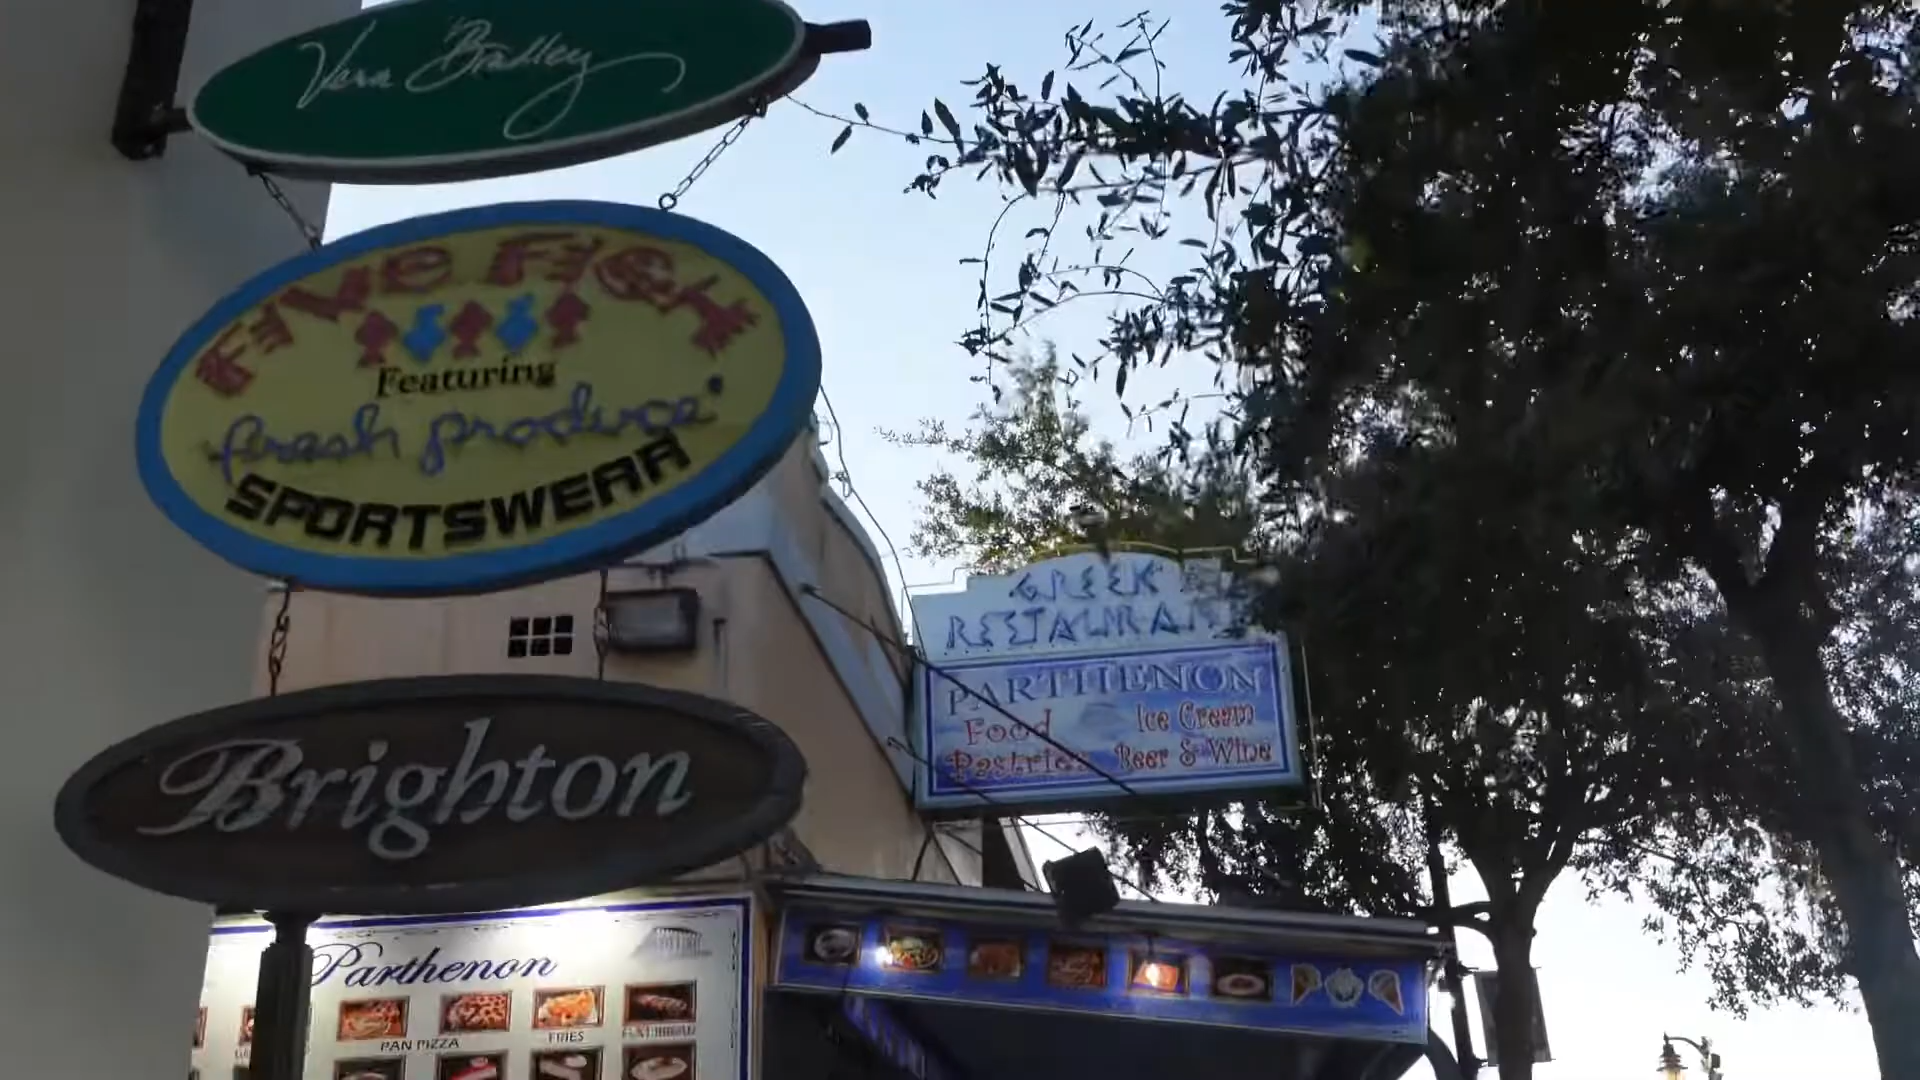 Vera Bradley
FIVE FISH
Featuring
fresh produce
SPORTSWEAR
Brighton
GREEK
RESTAURANT
PARTHENON
Food
Pastries
Ice Cream
Beer & Wine
Parthenon
PAN PIZZA
FRIES